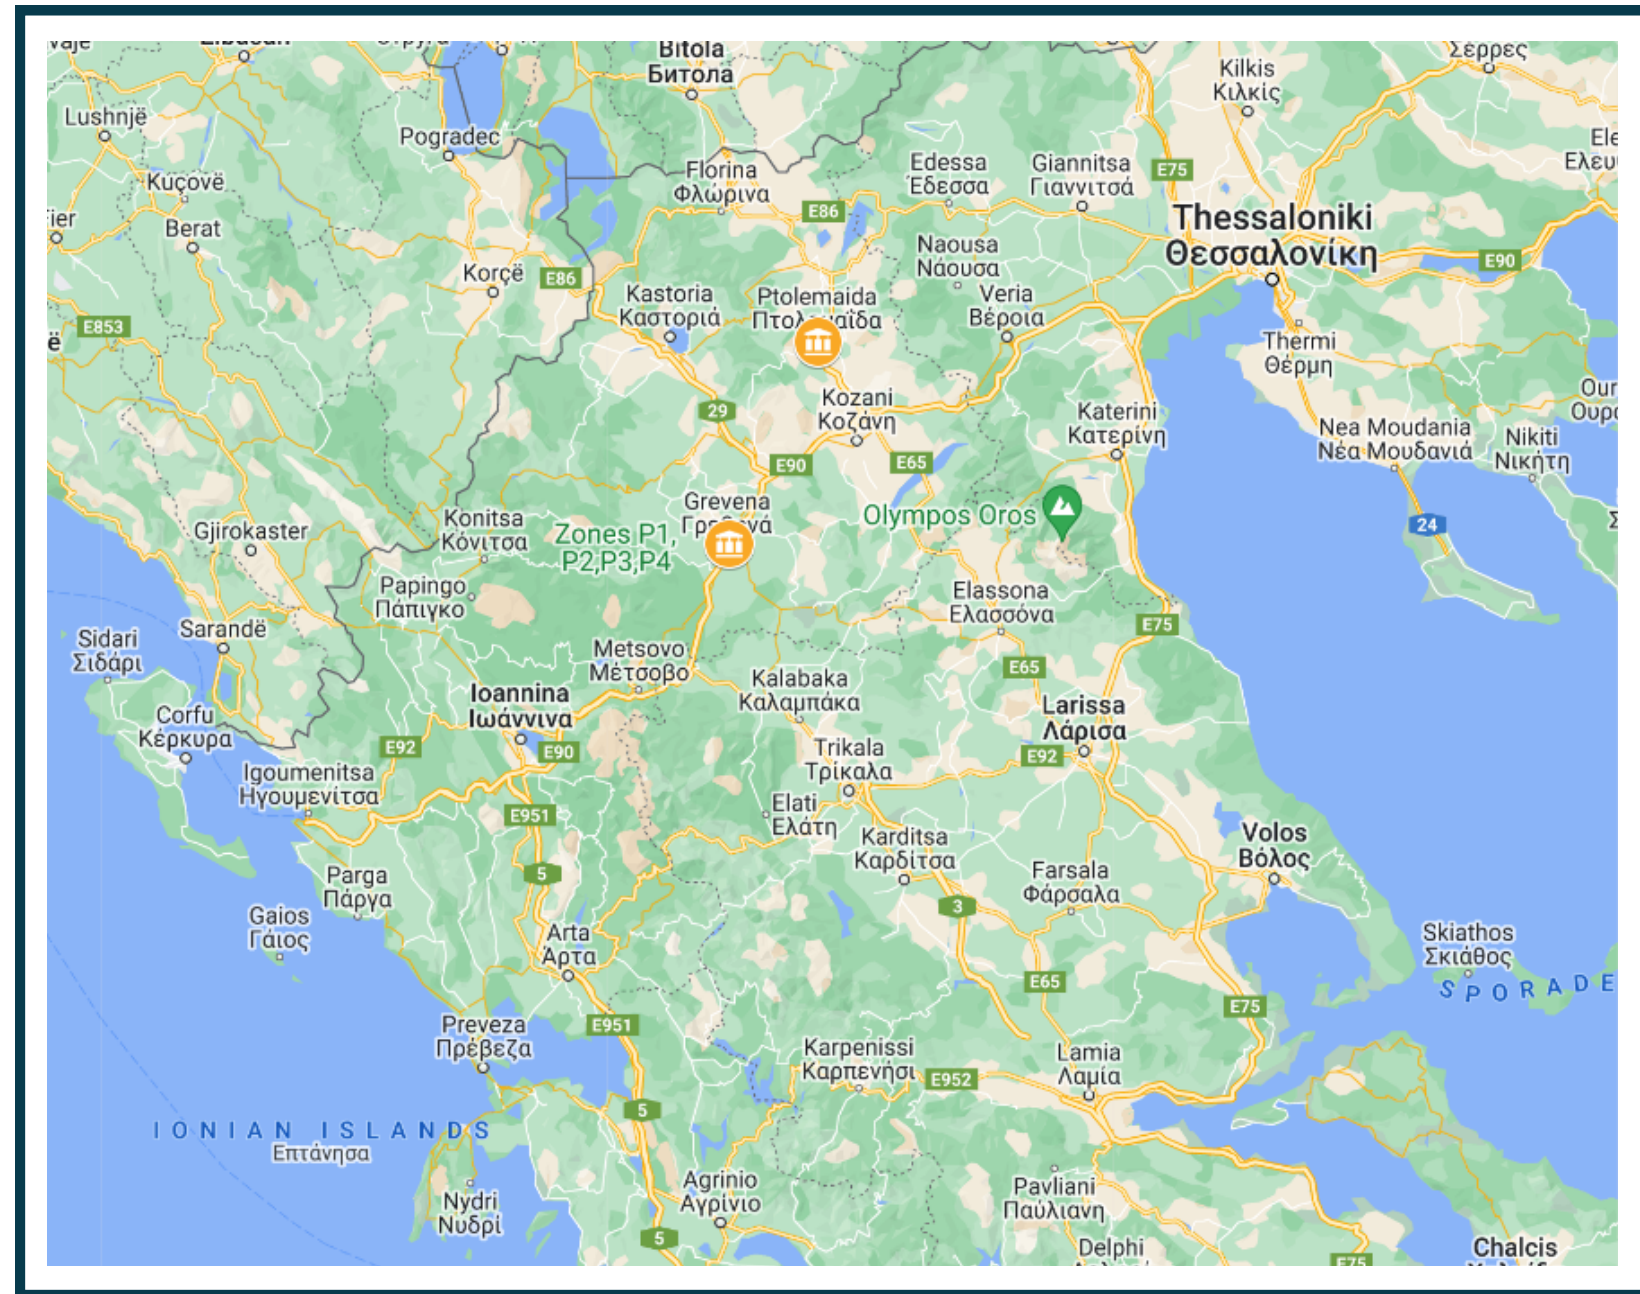 Bitola
Битола
Σέρρες
Kilkis
Κιλκίς
Lushnjë
Pogradec
Edessa
Έδεσσα
Giannitsa
Γιαννιτσά
E75
Florina
Φλώρινα
Kuçovë
E86
Berat
Thessaloniki
Θεσσαλονίκη
Naousa
Νάουσα
E90
Korçë
E86
Kastoria
Καστοριά
Ptolemaida
Veria
Βέροια
E853
Thermi
Θέρμη
Kozani
Κοζάνη
29
Katerini
Κατερίνη
Nea Moudania
Νέα Μουδανιά
Nikiti
Νικήτη
E90
E65
Grevena
Konitsa
Κόνιτσα
Zones P1,
P2,P3,P4
Olympos Oros
24
Gjirokaster
Papingo
Πάπιγκο
Elassona
Ελασσόνα
E75
Sarandë
Sidari
Σιδάρι
Metsovo
Μέτσοβο
E65
Kalabaka
Καλαμπάκα
Ioannina
Ιωάννινα
Larissa
Λάρισα
Corfu
Κέρκυρα
E92
E90
Trikala
Τρίκαλα
E92
Igoumenitsa
Ηγουμενίτσα
E951
Elati
Ελάτη
Karditsa
Καρδίτσα
Volos
Βόλος
5
Parga
Πάργα
Farsala
Φάρσαλα
3
Gaios
Γάιος
Arta
Άρτα
Skiathos
Σκιάθος
E65
SPORADE
E75
Preveza
Πρέβεζα
E951
Karpenissi
Καρπενήσι
E952
Lamia
Λαμία
5
IONIAN ISLANDS
Επτάνησα
Agrinio
Αγρίνιο
Nydri
Νυδρί
Pavliani
Παύλιανη
5
Delphi
Chalcis
E75